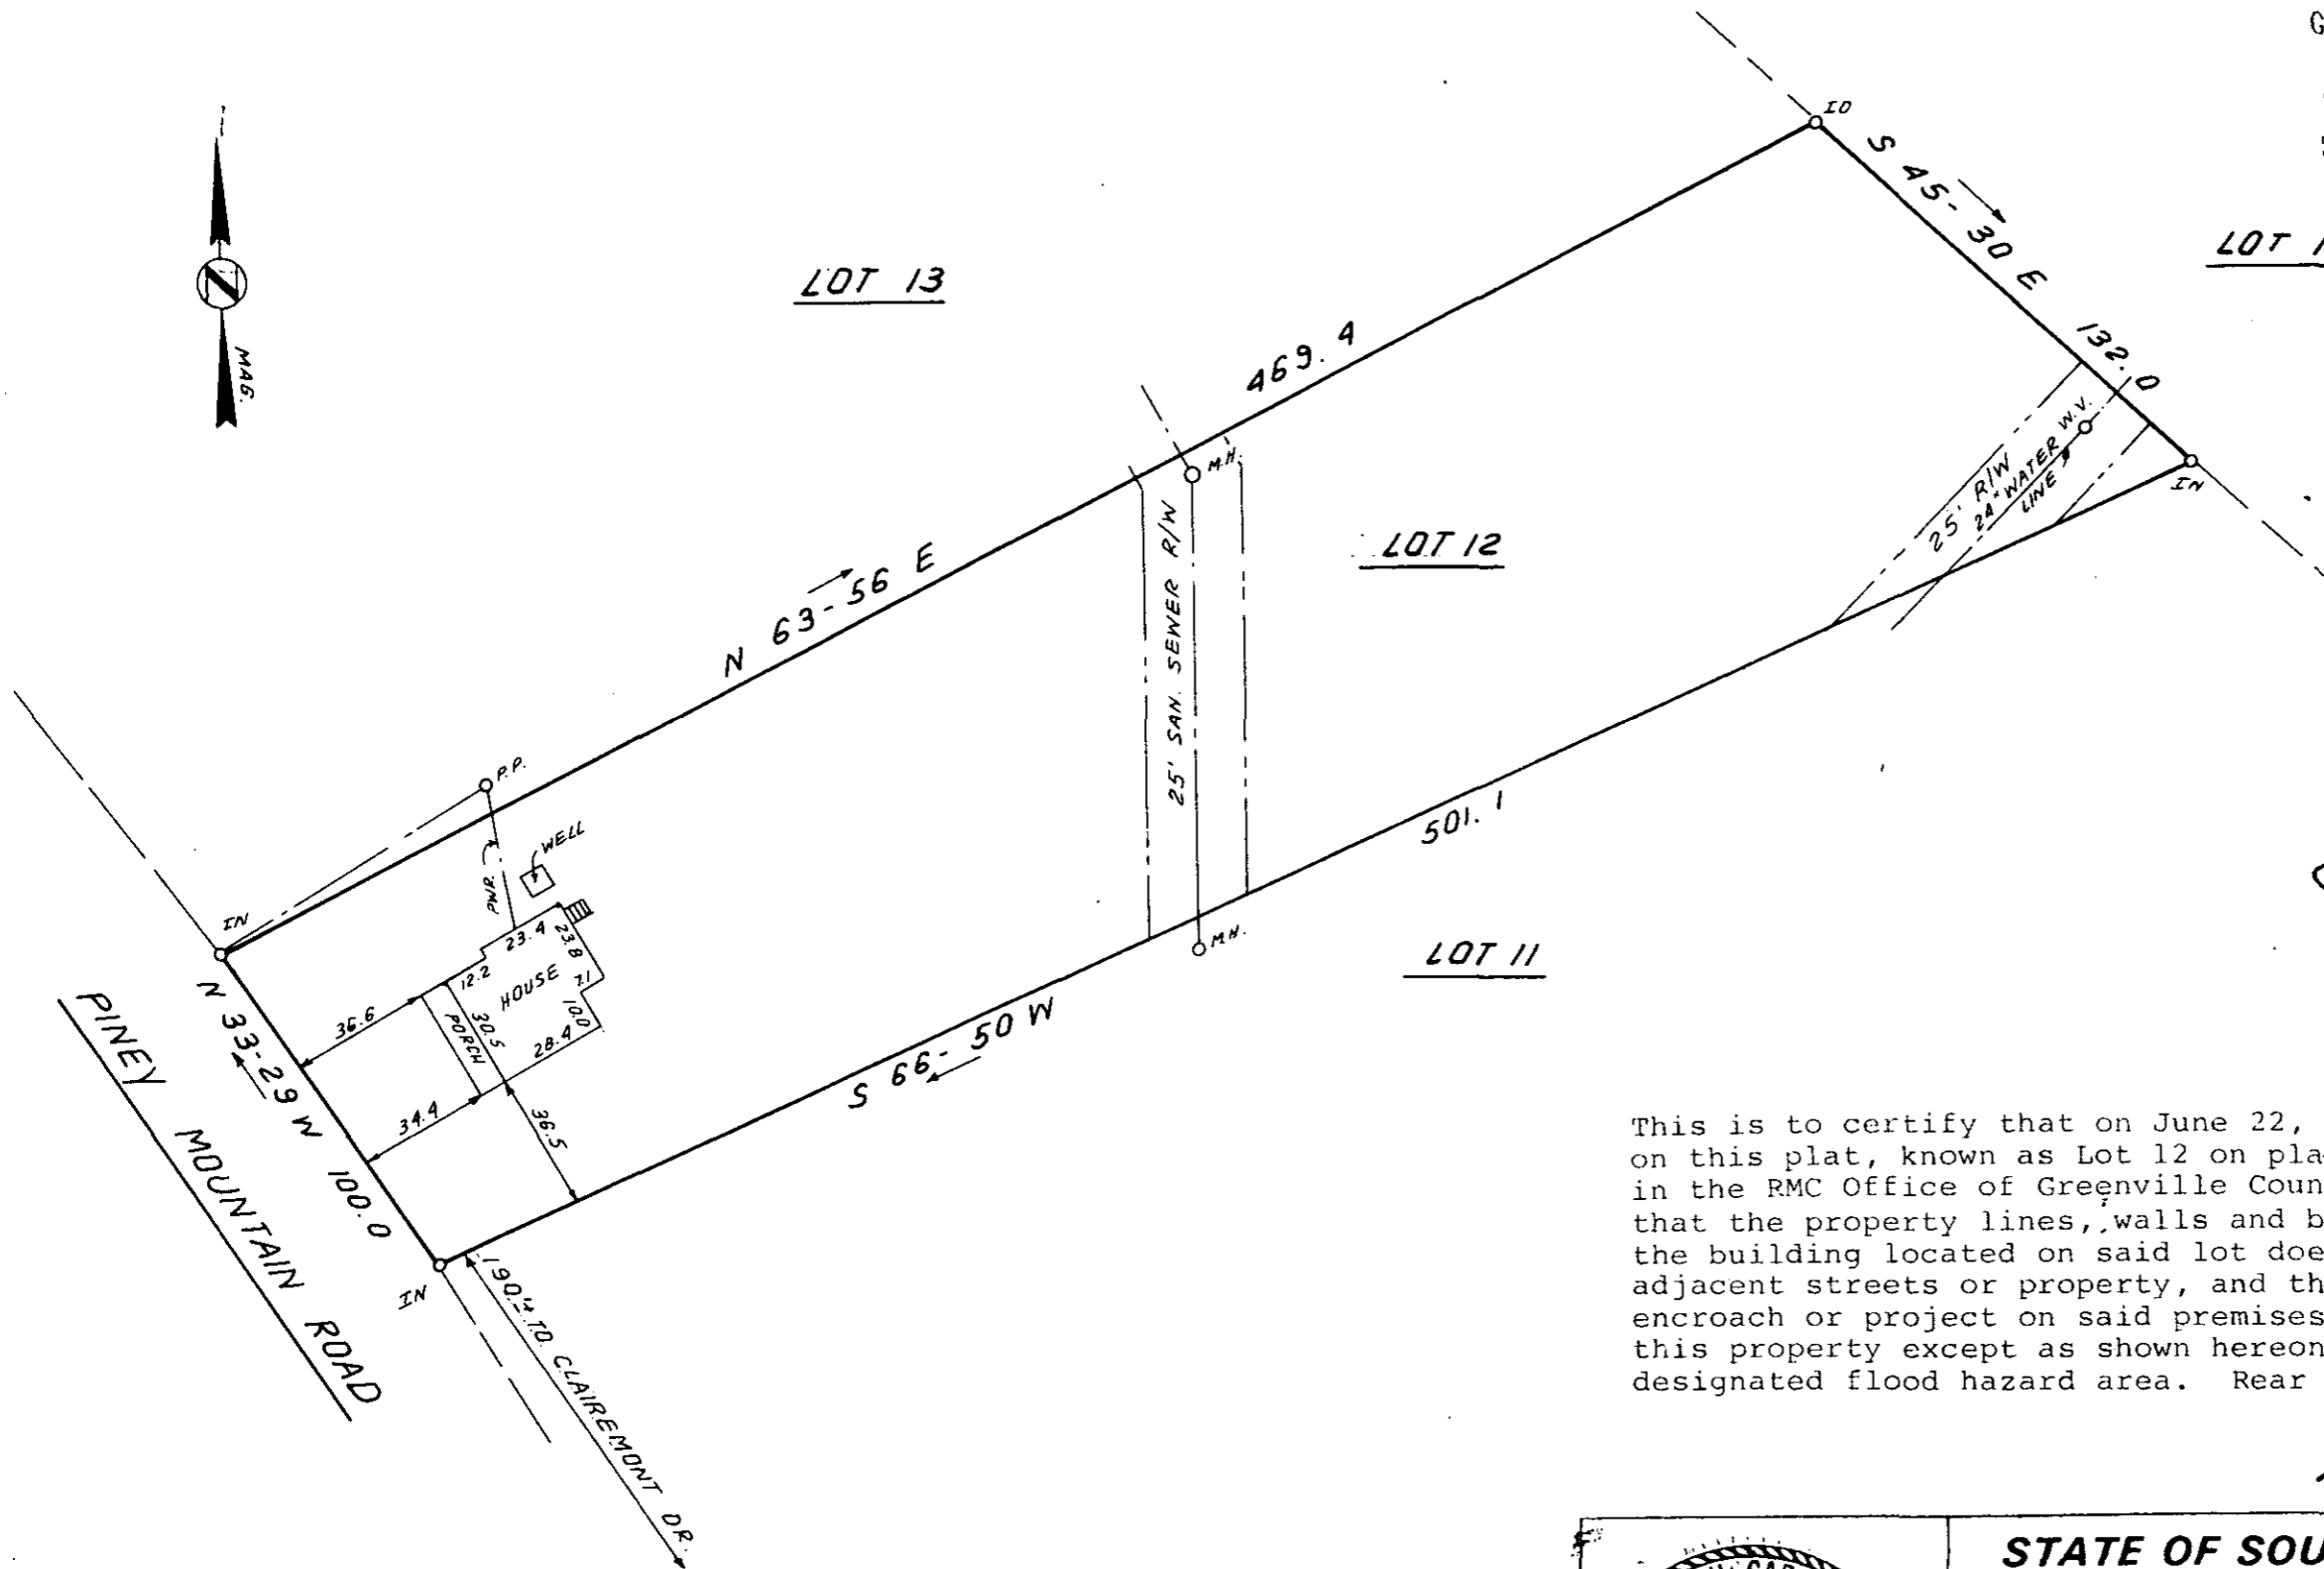 G
IO
S 45-30 E
132.0
LOT 1
N
MAG.
LOT 13
469.4
N 63-56 E
M.H.
25' SAN. SEWER R/W
LOT 12
W.V.
25' R/W
24" WATER
LINE
IN
P.P.
PWR.
WELL
IN
23.4
23.8
12.2
HOUSE
7.1
10.0
30.5
PORCH
28.4
36.6
34.4
36.5
N 33-29 W 100.0
PINEY MOUNTAIN ROAD
IN
190'± TO CLAIREMONT DR.
S 66-50 W
501.1
M.H.
LOT 11
This is to certify that on June 22,
on this plat, known as Lot 12 on pla
in the RMC Office of Greenville Coun
that the property lines, walls and b
the building located on said lot doe
adjacent streets or property, and th
encroach or project on said premises
this property except as shown hereon
designated flood hazard area. Rear
STATE OF SOU
CAR